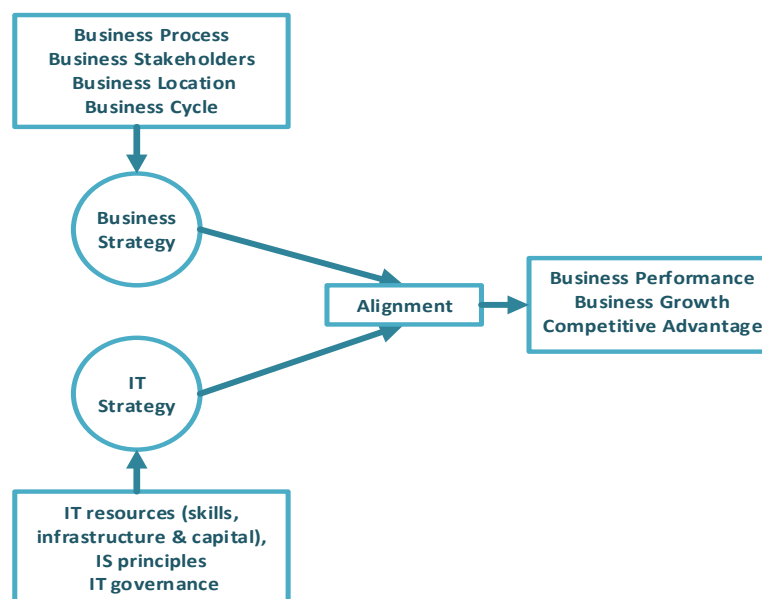 Business Process
Business Stakeholders
Business Location
Business Cycle
Business
Strategy
Alignment
Business Performance
Business Growth
Competitive Advantage
IT
Strategy
IT resources (skills,
infrastructure & capital),
IS principles
IT governance